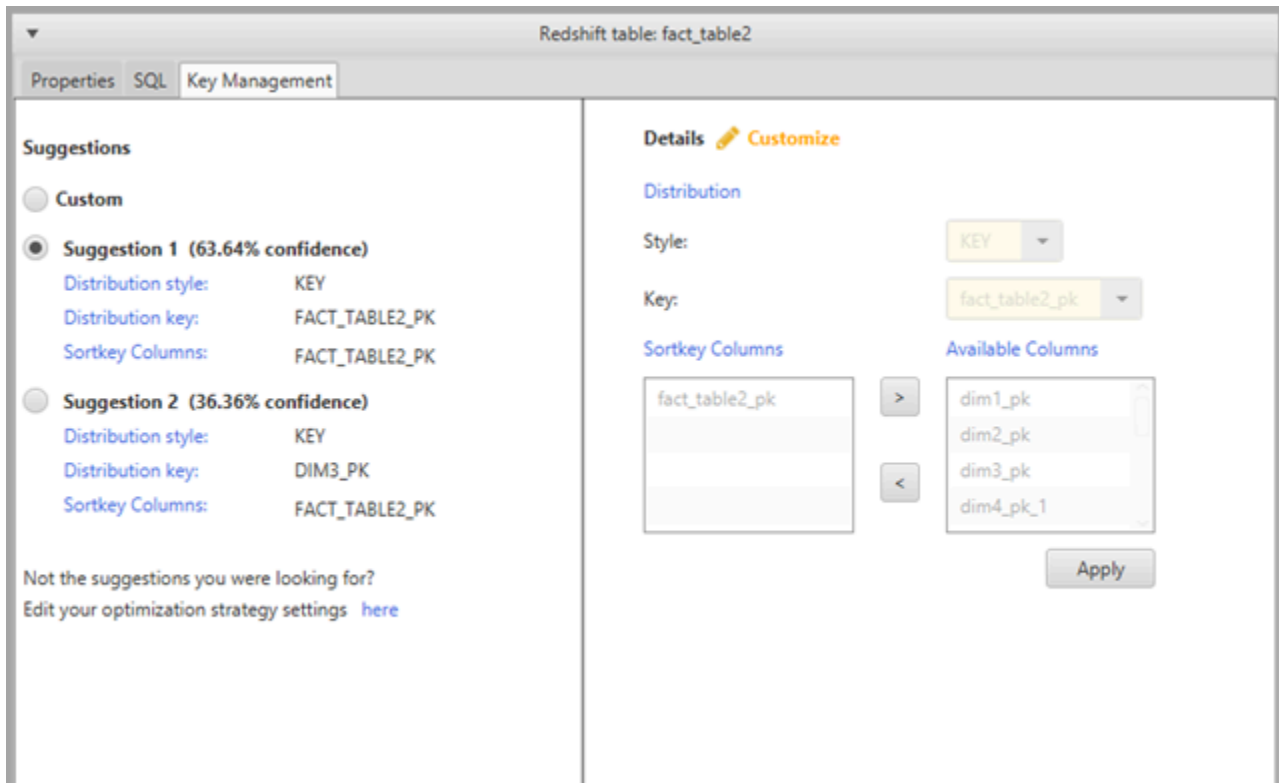 Redshift table: fact_table2
Properties SQL Key Management
Suggestions
Custom
Suggestion 1 (63.64% confidence)
Distribution style: KEY
Distribution key: FACT_TABLE2_PK
Sortkey Columns: FACT_TABLE2_PK
Suggestion 2 (36.36% confidence)
Distribution style: KEY
Distribution key: DIM3_PK
Sortkey Columns: FACT_TABLE2_PK
Not the suggestions you were looking for?
Edit your optimization strategy settings here
Details Customize
Distribution
Style: KEY
Key: fact_table2_pk
Sortkey Columns Available Columns
fact_table2_pk > dim1_pk
dim2_pk
dim3_pk
< dim4_pk_1
Apply